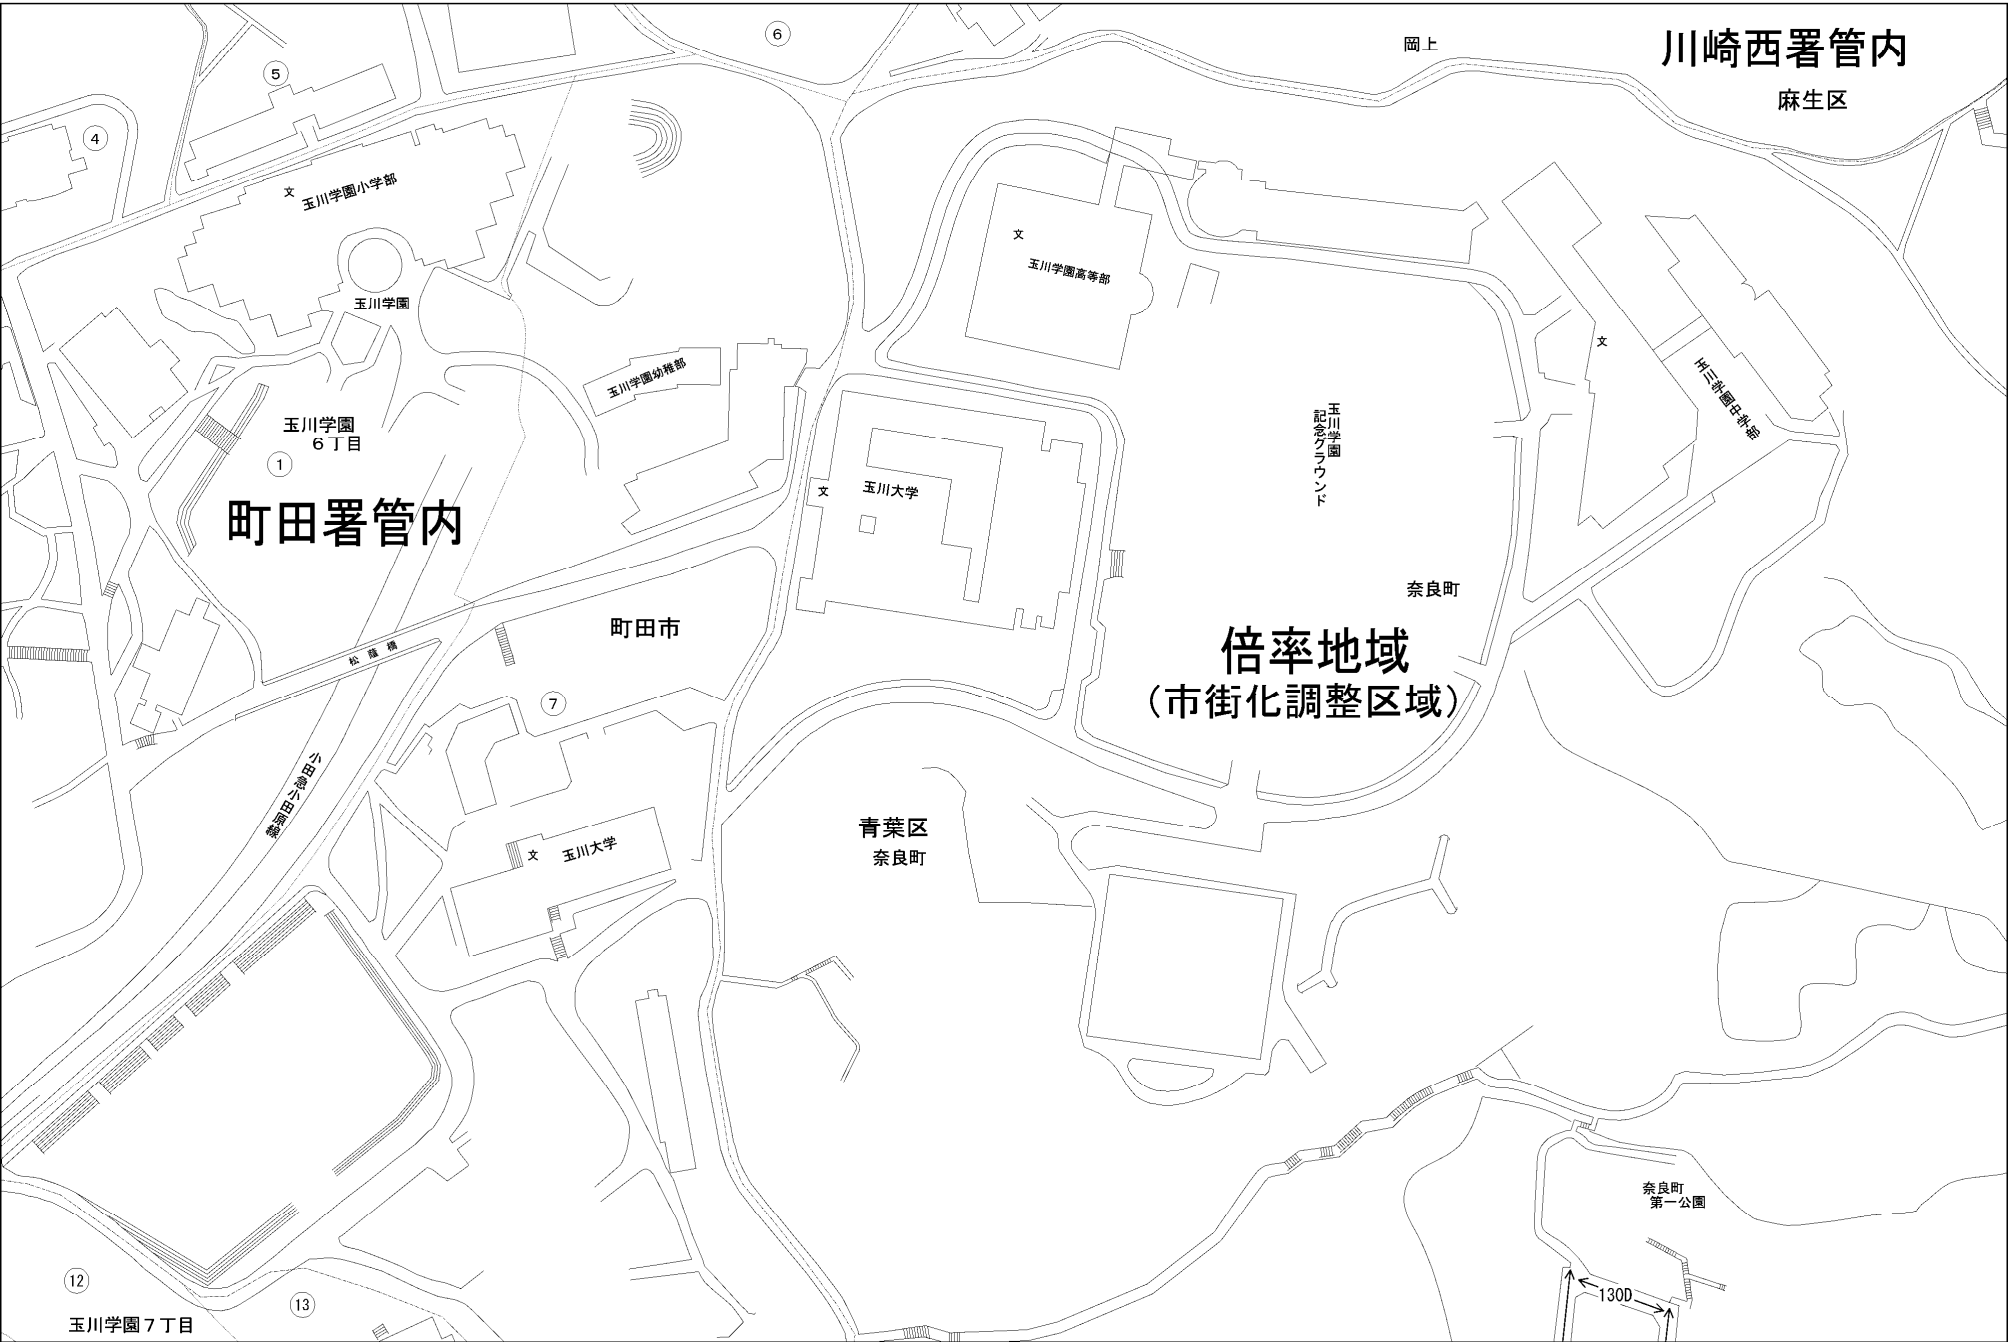 ⑥
岡上
川崎西署管内
麻生区
⑤
④
文
玉川学園小学部
玉川学園
文
玉川学園高等部
文
玉川学園中学部
玉川学園幼稚部
玉川学園
6丁目
①
町田署管内
玉川学園
記念グラウンド
文
玉川大学
奈良町
倍率地域
(市街化調整区域)
町田市
松蔭橋
⑦
小田急小田原線
文
玉川大学
青葉区
奈良町
奈良町
第一公園
130D
⑫
⑬
玉川学園7丁目